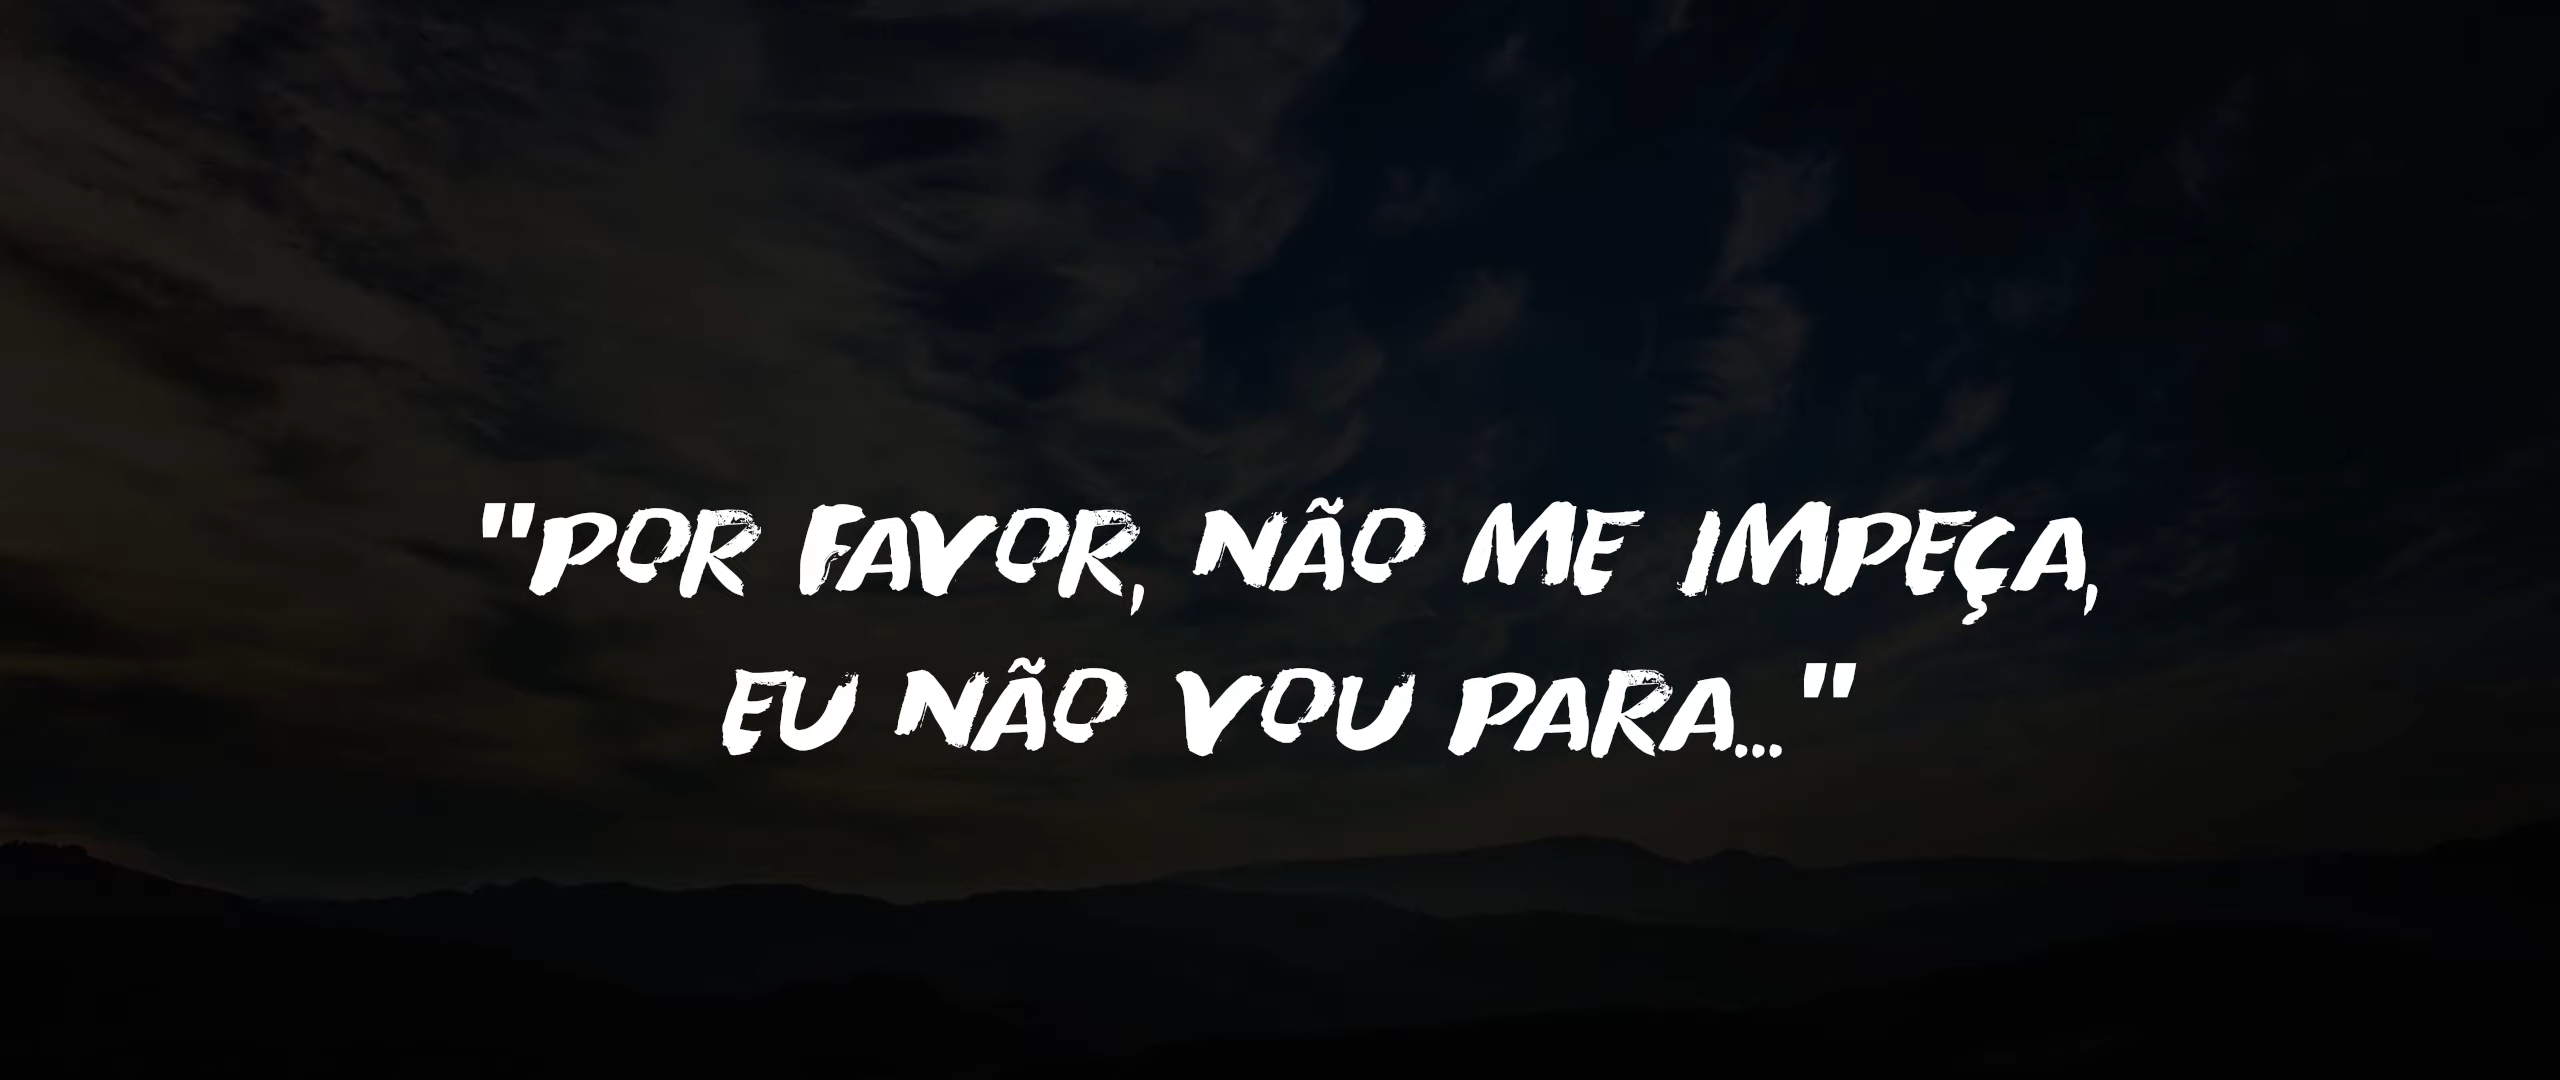 "POR FAVOR, NÃO ME IMPEÇA,
EU NÃO VOU PARA..."